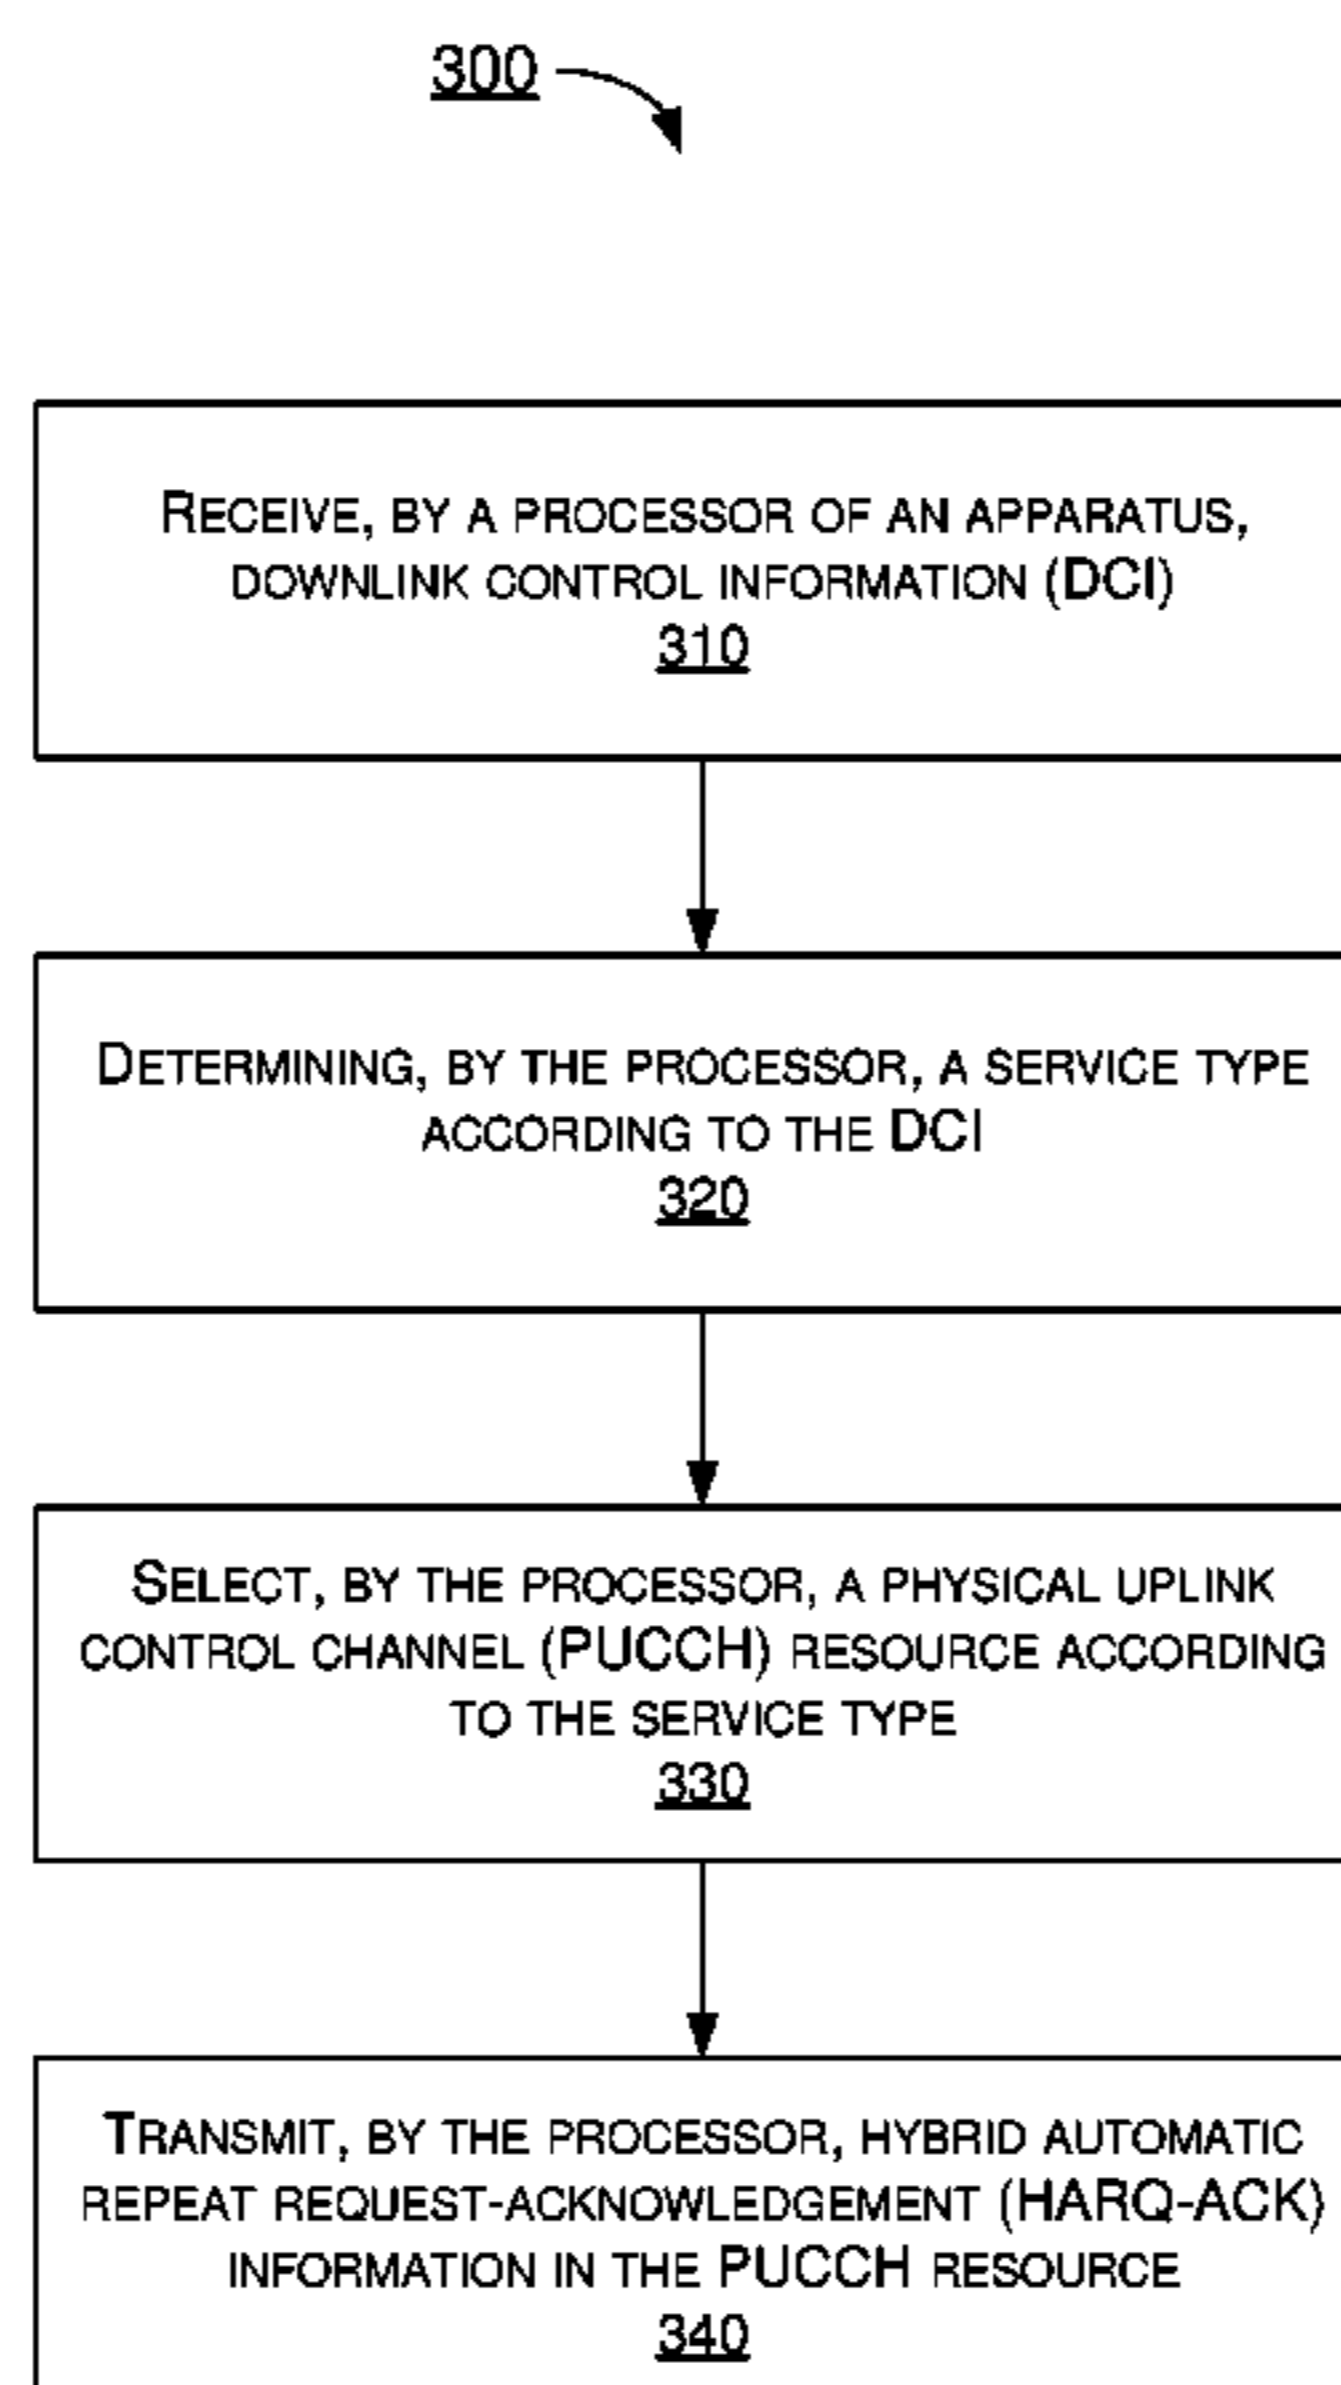 300
RECEIVE, BY A PROCESSOR OF AN APPARATUS,
DOWNLINK CONTROL INFORMATION (DCI)
310
DETERMINING, BY THE PROCESSOR, A SERVICE TYPE
ACCORDING TO THE DCI
320
SELECT, BY THE PROCESSOR, A PHYSICAL UPLINK
CONTROL CHANNEL (PUCCH) RESOURCE ACCORDING
TO THE SERVICE TYPE
330
TRANSMIT, BY THE PROCESSOR, HYBRID AUTOMATIC
REPEAT REQUEST-ACKNOWLEDGEMENT (HARQ-ACK)
INFORMATION IN THE PUCCH RESOURCE
340